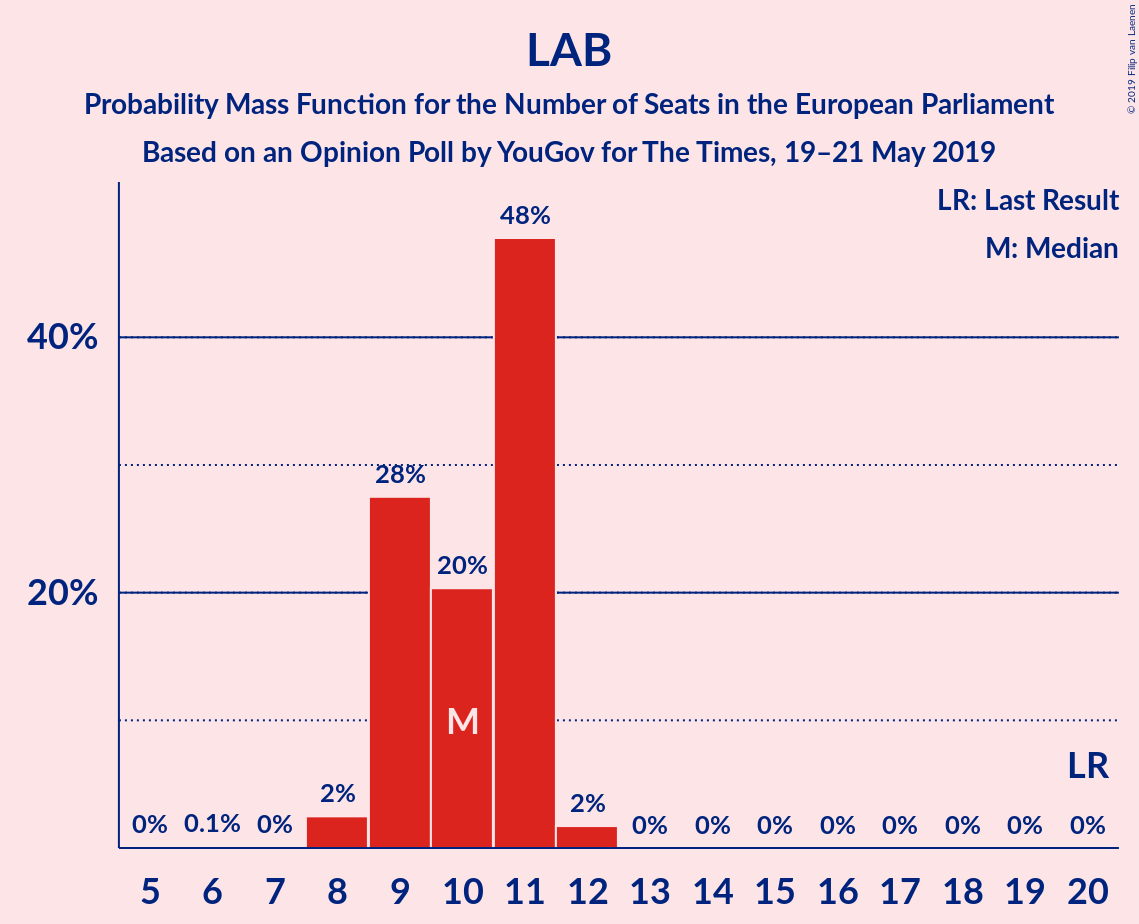 LAB
Probability Mass Function for the Number of Seats in the European Parliament
Based on an Opinion Poll by YouGov for The Times, 19–21 May 2019
© 2019 Filip van Laenen
LR: Last Result
M: Median
48%
40%
28%
20%
20%
M
LR
0% 0.1% 0% 2% 2% 0% 0% 0% 0% 0% 0% 0% 0%
5 6 7 8 9 10 11 12 13 14 15 16 17 18 19 20